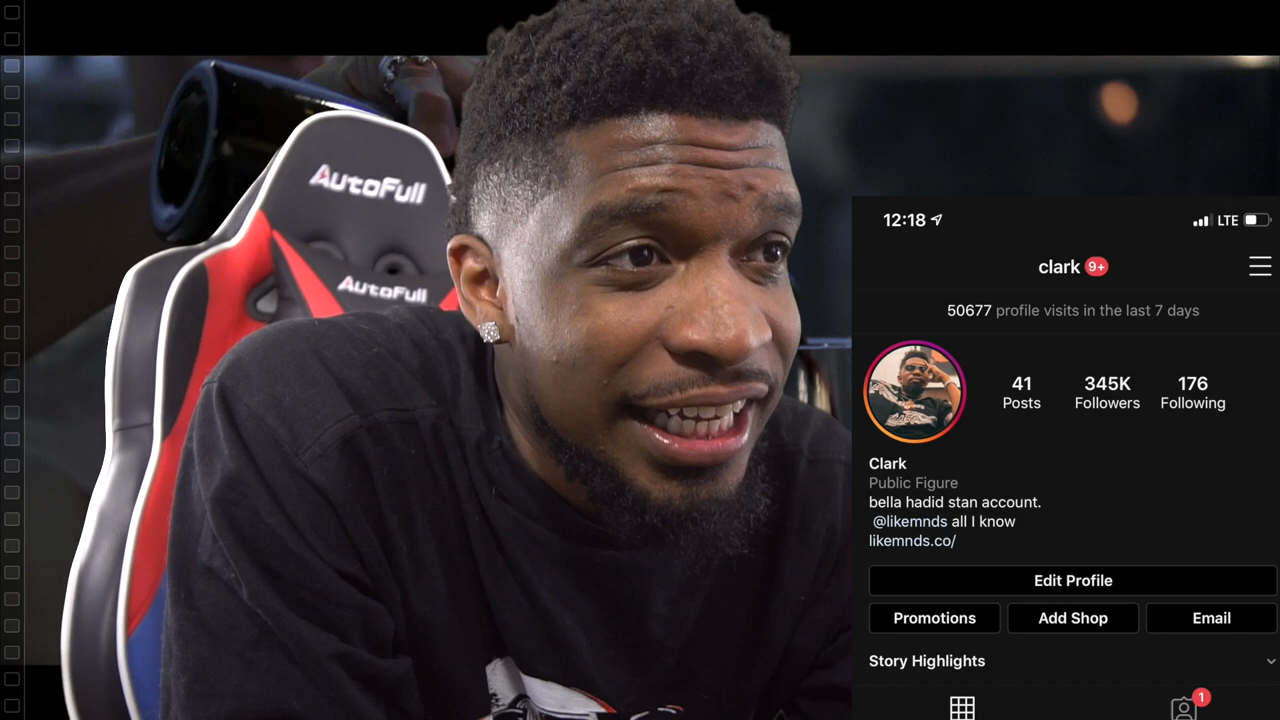 AutoFull
AutoFull
12:18
LTE
clark 9+
50677 profile visits in the last 7 days
41
Posts
345K
Followers
176
Following
Clark
Public Figure
bella hadid stan account.
@likemnds all I know
likemnds.co/
Edit Profile
Promotions
Add Shop
Email
Story Highlights
1